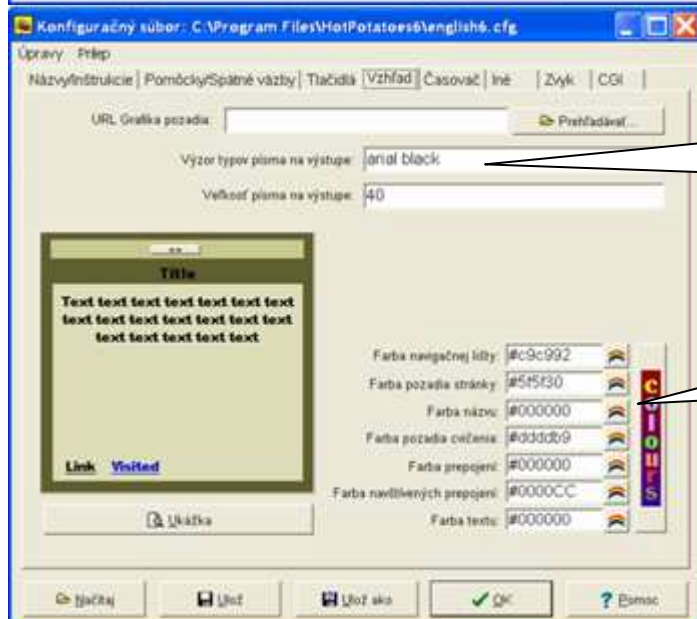 Konfiguračný súbor: C:\Program Files\HotPotatoes6\english6.cfg
Úpravy Prilep
Názvy/Inštrukcie Pomôcky/Spätné väzby Tlačidlá Vzhľad Časovač Iné Zvyk CGI
URL Grafika pozadia: Prehľadávať...
Výzor typov písma na výstupe: arial black
Veľkosť písma na výstupe: 40
=>
Title
Text text text text text text text
text text text text text text text
text text text text text
Link Visited
Ukážka
Farba navigačnej lišty: #c9c992
Farba pozadia stránky: #5f5f30
Farba názvu: #000000
Farba pozadia cvičenia: #ddddb9
Farba prepojení: #000000
Farba navštívených prepojení: #0000CC
Farba textu: #000000
colours
Načítaj Ulož Ulož ako OK Pomoc